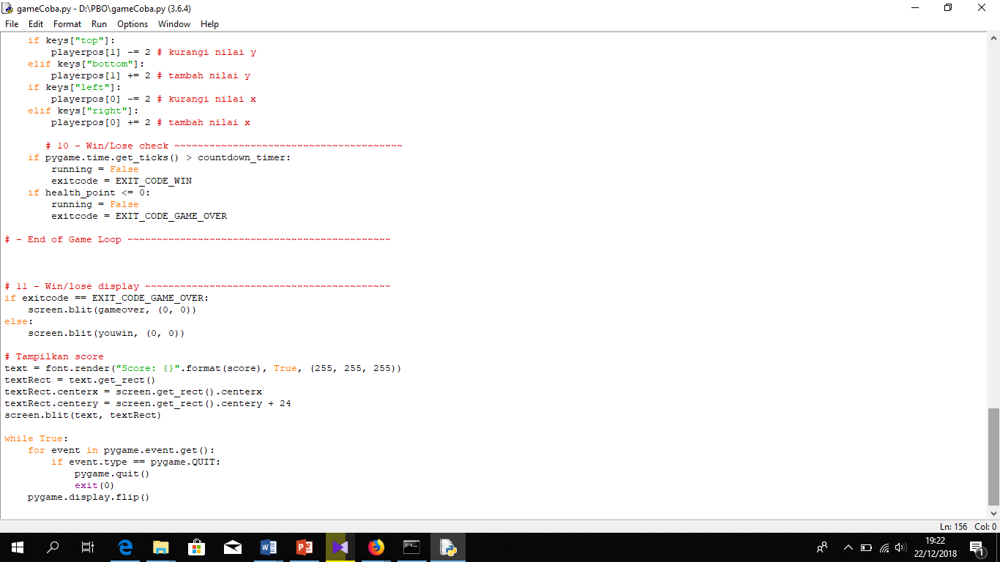 gameCoba.py - D:\PBO\gameCoba.py (3.6.4)
File Edit Format Run Options Window Help
    if keys["top"]:
        playerpos[1] -= 2 # kurangi nilai y
    elif keys["bottom"]:
        playerpos[1] += 2 # tambah nilai y
    if keys["left"]:
        playerpos[0] -= 2 # kurangi nilai x
    elif keys["right"]:
        playerpos[0] += 2 # tambah nilai x
       # 10 - Win/Lose check ~~~~~~~~~~~~~~~~~~~~~~~~~~~~~~~~~~~~~~~
    if pygame.time.get_ticks() > countdown_timer:
        running = False
        exitcode = EXIT_CODE_WIN
    if health_point <= 0:
        running = False
        exitcode = EXIT_CODE_GAME_OVER
# - End of Game Loop ~~~~~~~~~~~~~~~~~~~~~~~~~~~~~~~~~~~~~~~~~~~~~
# 11 - Win/lose display ~~~~~~~~~~~~~~~~~~~~~~~~~~~~~~~~~~~~~~~~~~
if exitcode == EXIT_CODE_GAME_OVER:
    screen.blit(gameover, (0, 0))
else:
    screen.blit(youwin, (0, 0))
# Tampilkan score
text = font.render("Score: {}".format(score), True, (255, 255, 255))
textRect = text.get_rect()
textRect.centerx = screen.get_rect().centerx
textRect.centery = screen.get_rect().centery + 24
screen.blit(text, textRect)
while True:
    for event in pygame.event.get():
        if event.type == pygame.QUIT:
            pygame.quit()
            exit(0)
    pygame.display.flip()
Ln: 156 Col: 0
19:22
22/12/2018
1